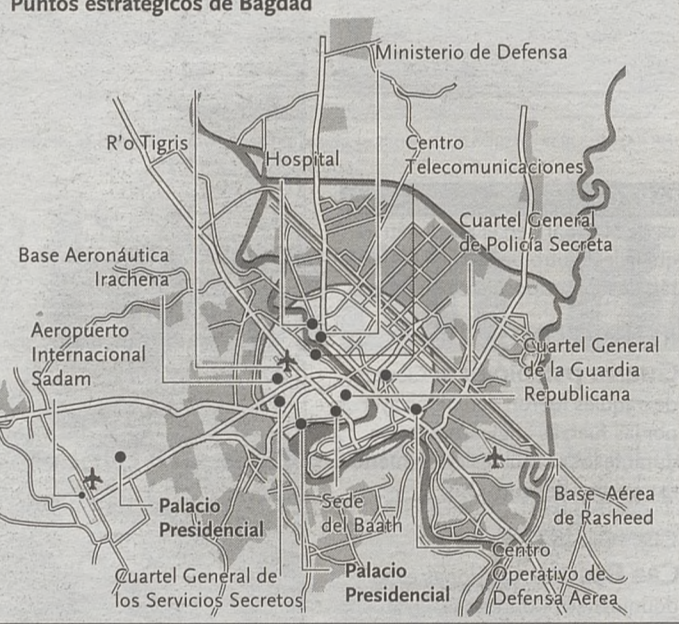 Puntos estratégicos de Bagdad
Ministerio de Defensa
R'o Tigris
Hospital
Centro
Telecomunicaciones
Cuartel General
de Policía Secreta
Base Aeronáutica
Irachena
Aeropuerto
Internacional
Sadam
Cuartel General
de la Guardia
Republicana
Palacio
Presidencial
Sede
del Baath
Base Aérea
de Rasheed
Cuartel General de
los Servicios Secretos
Palacio
Presidencial
Centro
Operativo de
Defensa Aerea